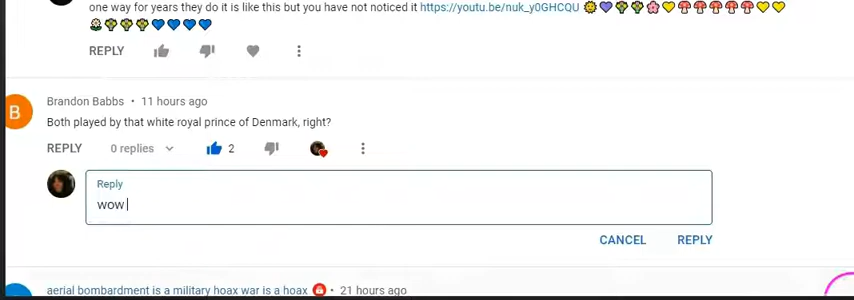 one way for years they do it is like this but you have not noticed it https://youtu.be/nuk_y0GHCQU 🌼💜🥦🥦🌸💛🍄🍄🍄🍄🍄💛💛
🌼🥦🥦🥦💙💙💙💙
REPLY
B
Brandon Babbs • 11 hours ago
Both played by that white royal prince of Denmark, right?
REPLY 0 replies 2
Reply
wow
CANCEL REPLY
aerial bombardment is a military hoax war is a hoax • 21 hours ago